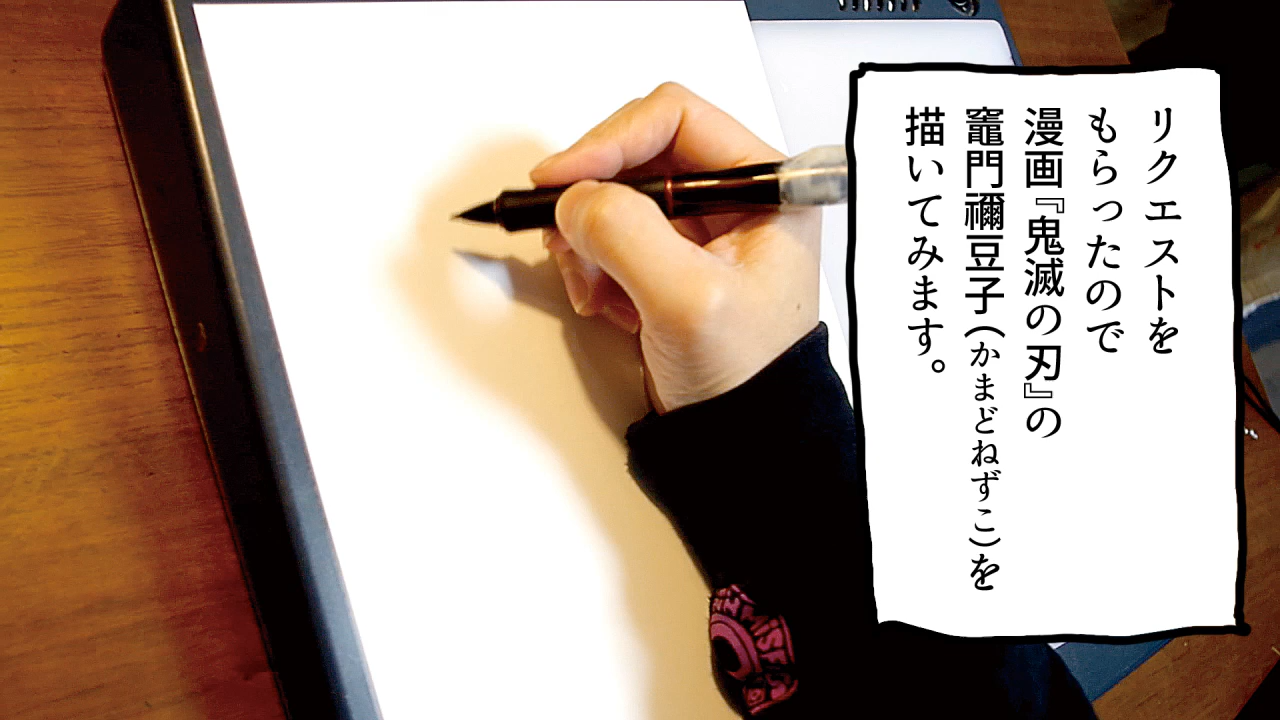 リクエストを
もらったので
漫画『鬼滅の刃』の
竈門禰豆子(かまどねずこ)を
描いてみます。